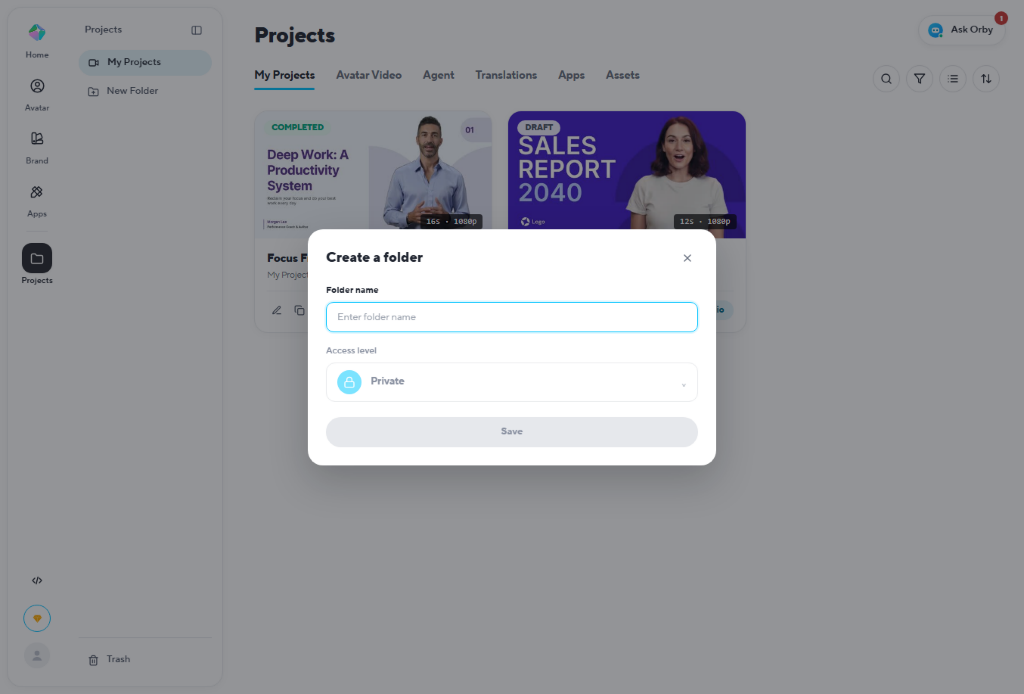 Home
Avatar
Brand
Apps
Projects
Projects
My Projects
New Folder
Trash
Projects
Ask Orby
1
My Projects
Avatar Video
Agent
Translations
Apps
Assets
COMPLETED
01
Deep Work: A
Productivity
System
16s · 1080p
Focus F
My Project
DRAFT
SALES
REPORT
2040
Logo
12s · 1080p
io
Create a folder
Folder name
Enter folder name
Access level
Private
Save